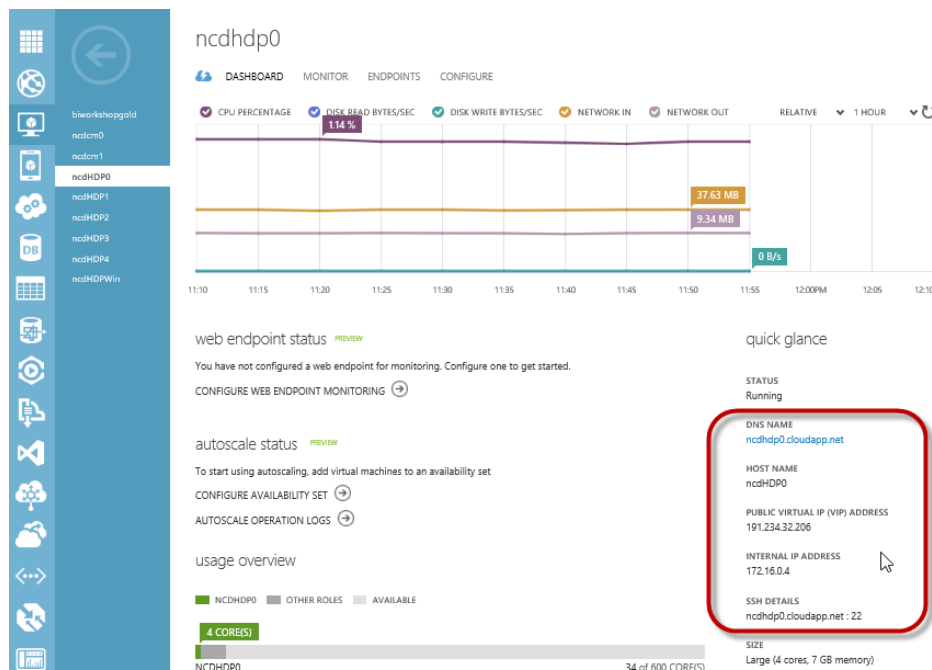 ncdhdp0
DASHBOARD MONITOR ENDPOINTS CONFIGURE
biworkshopgold
ncdcm0
ncdcm1
ncdHDP0
ncdHDP1
ncdHDP2
ncdHDP3
ncdHDP4
ncdHDPWin
DB
CPU PERCENTAGE DISK READ BYTES/SEC DISK WRITE BYTES/SEC NETWORK IN NETWORK OUT RELATIVE 1 HOUR
1.14 %
37.63 MB
9.34 MB
0 B/s
11:10 11:15 11:20 11:25 11:30 11:35 11:40 11:45 11:50 11:55 12:00PM 12:05 12:10
web endpoint status PREVIEW
You have not configured a web endpoint for monitoring. Configure one to get started.
CONFIGURE WEB ENDPOINT MONITORING
autoscale status PREVIEW
To start using autoscaling, add virtual machines to an availability set
CONFIGURE AVAILABILITY SET
AUTOSCALE OPERATION LOGS
usage overview
NCDHDP0 OTHER ROLES AVAILABLE
4 CORE(S)
NCDHDP0 34 of 600 CORE(S)
quick glance
STATUS
Running
DNS NAME
ncdhdp0.cloudapp.net
HOST NAME
ncdHDP0
PUBLIC VIRTUAL IP (VIP) ADDRESS
191.234.32.206
INTERNAL IP ADDRESS
172.16.0.4
SSH DETAILS
ncdhdp0.cloudapp.net : 22
SIZE
Large (4 cores, 7 GB memory)